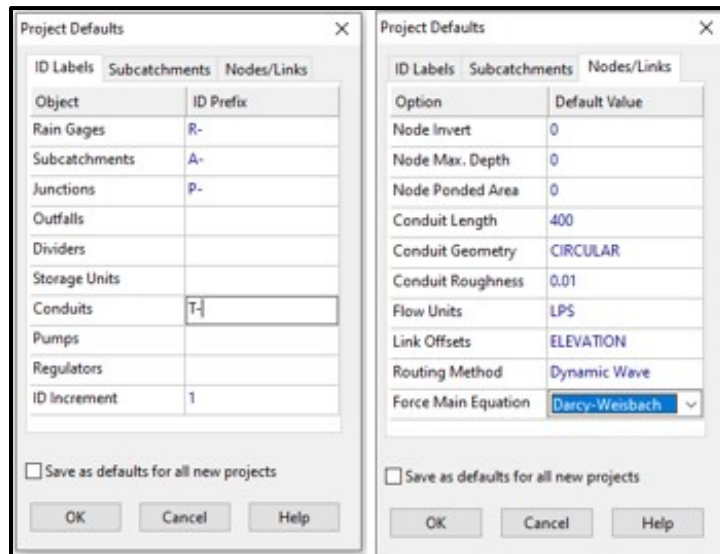 Project Defaults
ID Labels Subcatchments Nodes/Links
Object ID Prefix
Rain Gages R-
Subcatchments A-
Junctions P-
Outfalls
Dividers
Storage Units
Conduits T-
Pumps
Regulators
ID Increment 1
Save as defaults for all new projects
OK Cancel Help
Project Defaults
ID Labels Subcatchments Nodes/Links
Option Default Value
Node Invert 0
Node Max. Depth 0
Node Ponded Area 0
Conduit Length 400
Conduit Geometry CIRCULAR
Conduit Roughness 0.01
Flow Units LPS
Link Offsets ELEVATION
Routing Method Dynamic Wave
Force Main Equation Darcy-Weisbach
Save as defaults for all new projects
OK Cancel Help